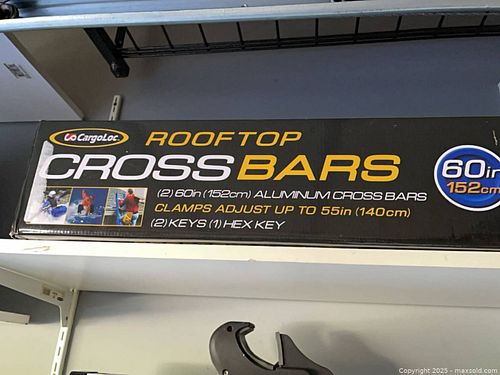 CargoLoc.
ROOFTOP
CROSS BARS
60in
152cm
(2) 60in (152cm) ALUMINUM CROSS BARS
CLAMPS ADJUST UP TO 55in (140cm)
(2) KEYS (1) HEX KEY
Copyright 2025 - maxsold.com